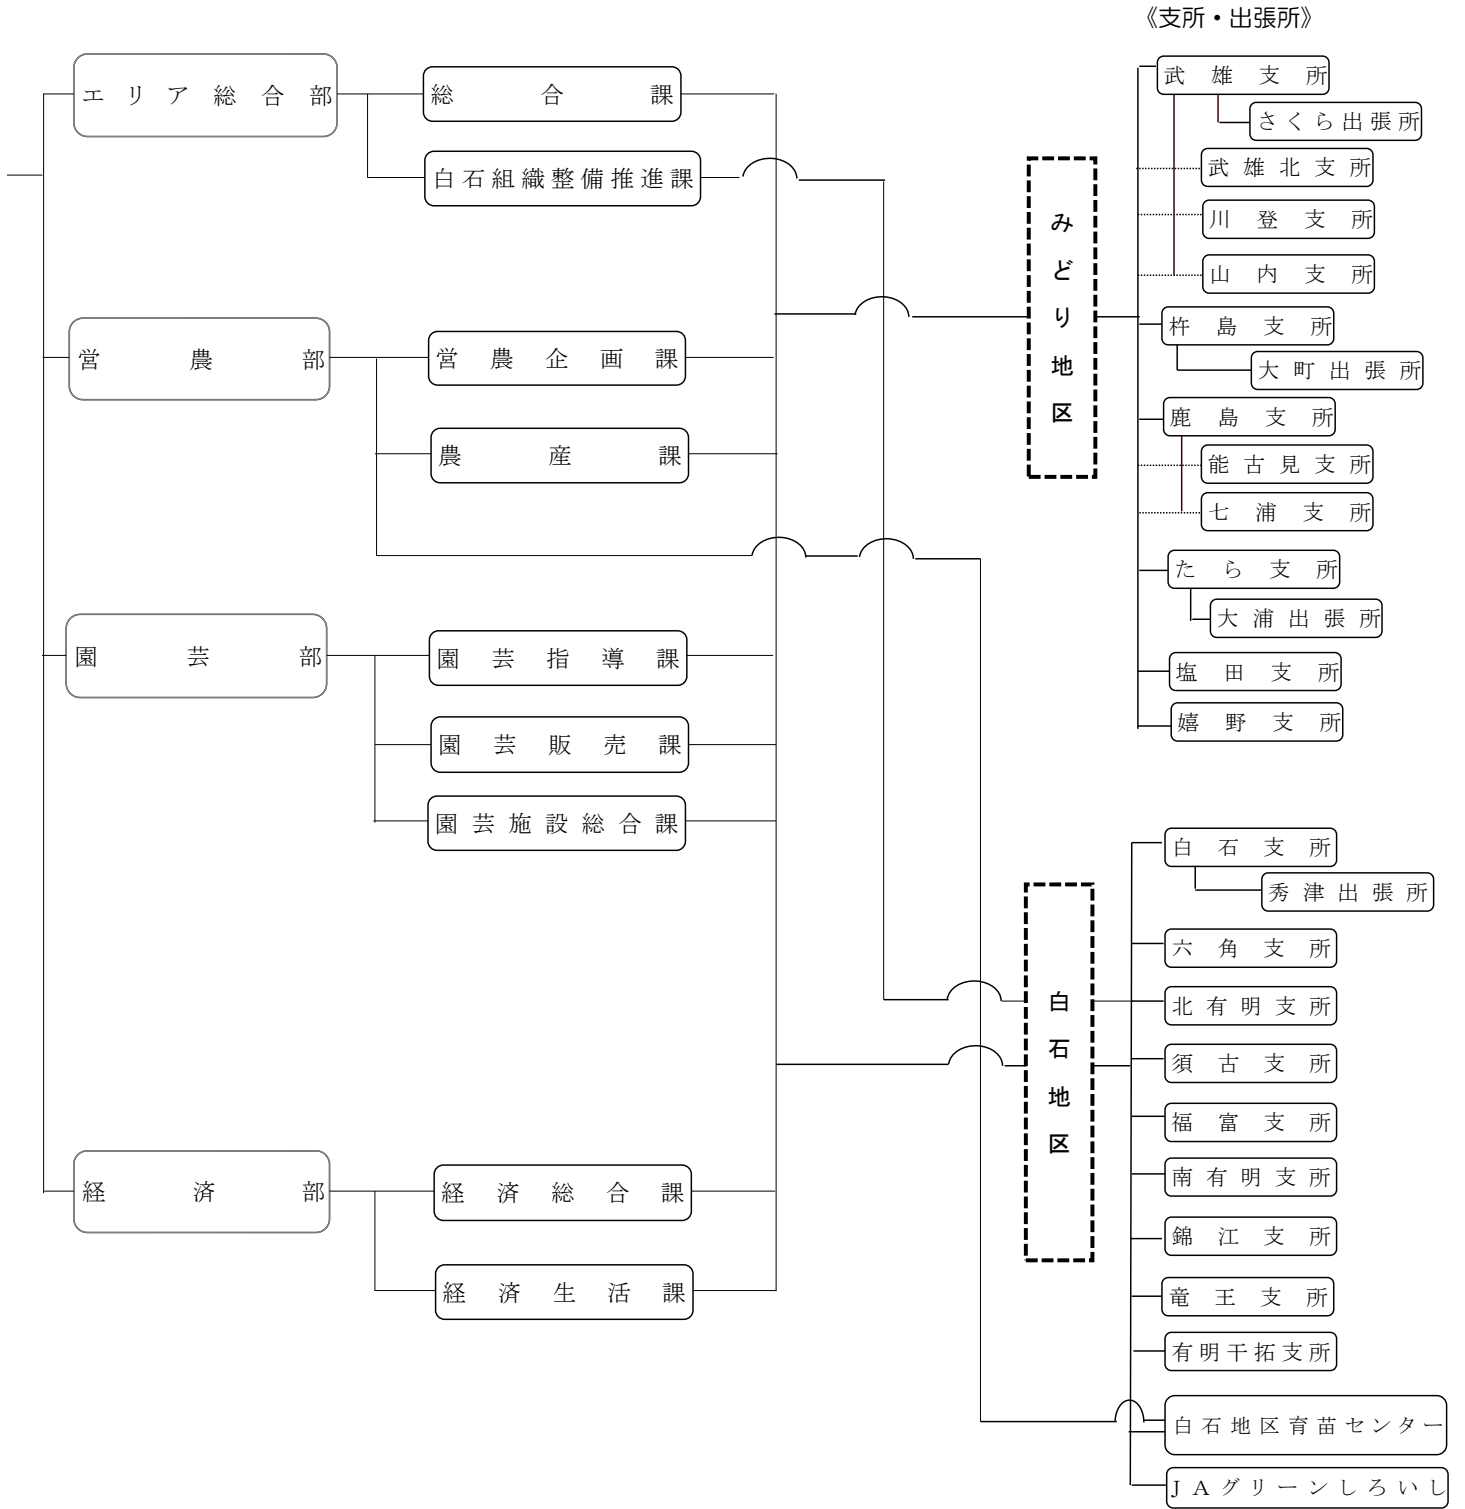 《支所・出張所》
エリア総合部
総合課
白石組織整備推進課
営農部
営農企画課
農産課
園芸部
園芸指導課
園芸販売課
園芸施設総合課
経済部
経済総合課
経済生活課
みどり地区
武雄支所
さくら出張所
武雄北支所
川登支所
山内支所
杵島支所
大町出張所
鹿島支所
能古見支所
七浦支所
たら支所
大浦出張所
塩田支所
嬉野支所
白石地区
白石支所
秀津出張所
六角支所
北有明支所
須古支所
福富支所
南有明支所
錦江支所
竜王支所
有明干拓支所
白石地区育苗センター
JAグリーンしろいし